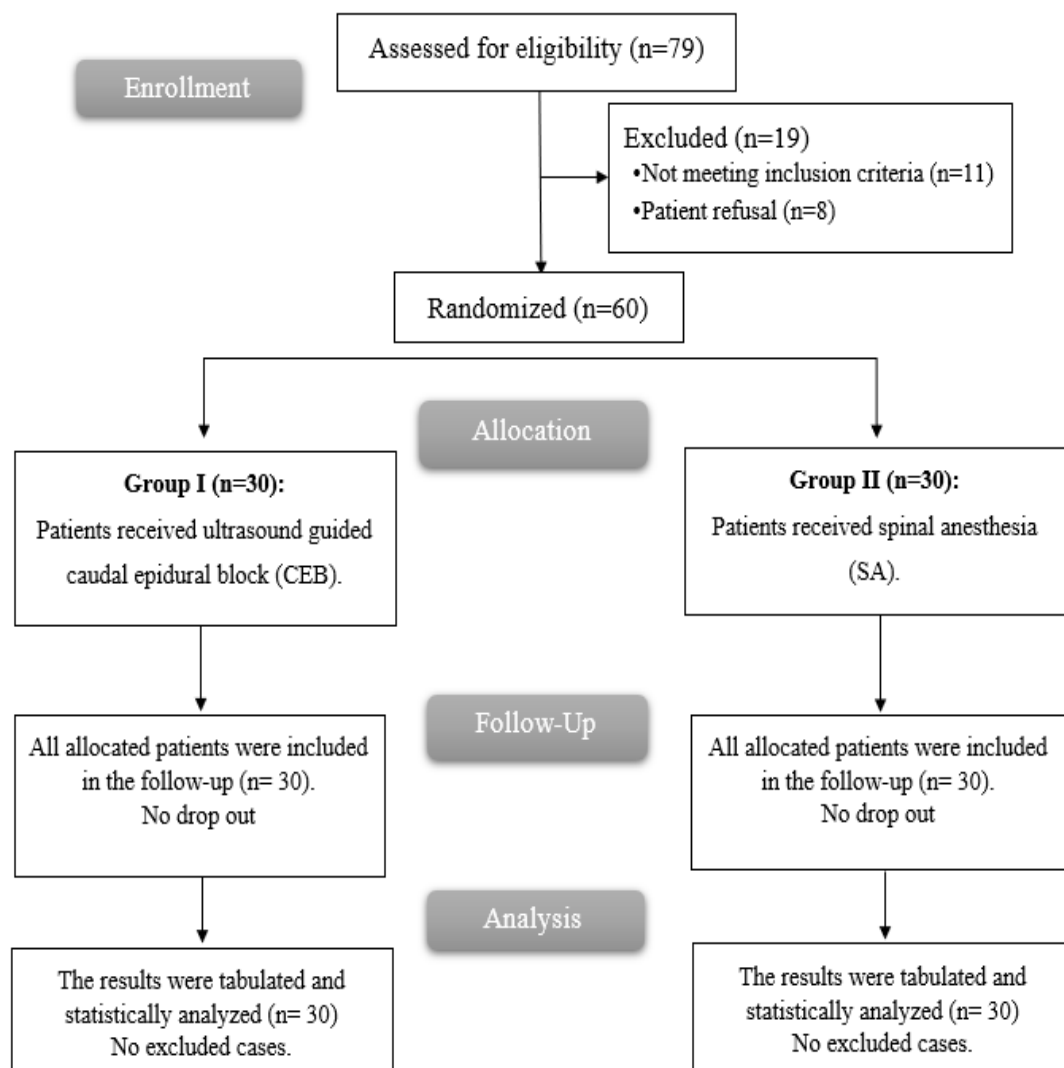 Assessed for eligibility (n=79)
Enrollment
Excluded (n=19)
•Not meeting inclusion criteria (n=11)
•Patient refusal (n=8)
Randomized (n=60)
Allocation
Group I (n=30):
Patients received ultrasound guided
caudal epidural block (CEB).
Group II (n=30):
Patients received spinal anesthesia
(SA).
Follow-Up
All allocated patients were included
in the follow-up (n= 30).
No drop out
All allocated patients were included
in the follow-up (n= 30).
No drop out
Analysis
The results were tabulated and
statistically analyzed (n= 30)
No excluded cases.
The results were tabulated and
statistically analyzed (n= 30)
No excluded cases.